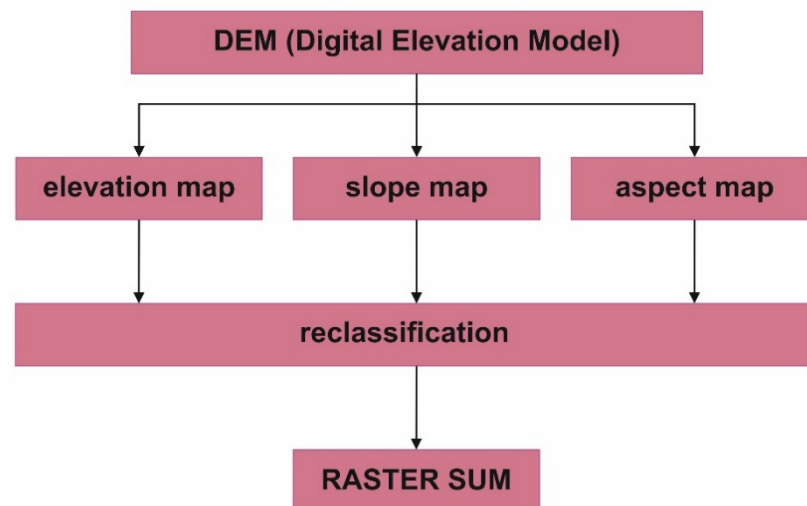 DEM (Digital Elevation Model)
elevation map
slope map
aspect map
reclassification
RASTER SUM